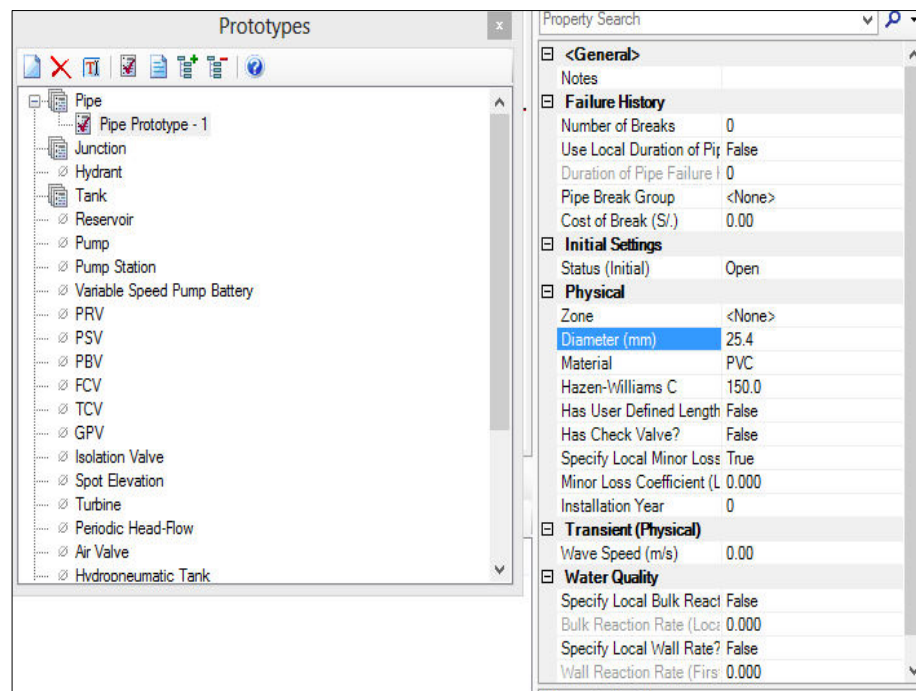 Prototypes
x
Pipe
Pipe Prototype - 1
Junction
Hydrant
Tank
Reservoir
Pump
Pump Station
Variable Speed Pump Battery
PRV
PSV
PBV
FCV
TCV
GPV
Isolation Valve
Spot Elevation
Turbine
Periodic Head-Flow
Air Valve
Hydropneumatic Tank
Property Search
<General>
Notes
Failure History
Number of Breaks 0
Use Local Duration of Pip False
Duration of Pipe Failure 0
Pipe Break Group <None>
Cost of Break (S/.) 0.00
Initial Settings
Status (Initial) Open
Physical
Zone <None>
Diameter (mm) 25.4
Material PVC
Hazen-Williams C 150.0
Has User Defined Length False
Has Check Valve? False
Specify Local Minor Loss True
Minor Loss Coefficient (L 0.000
Installation Year 0
Transient (Physical)
Wave Speed (m/s) 0.00
Water Quality
Specify Local Bulk React False
Bulk Reaction Rate (Loca 0.000
Specify Local Wall Rate? False
Wall Reaction Rate (Firs 0.000